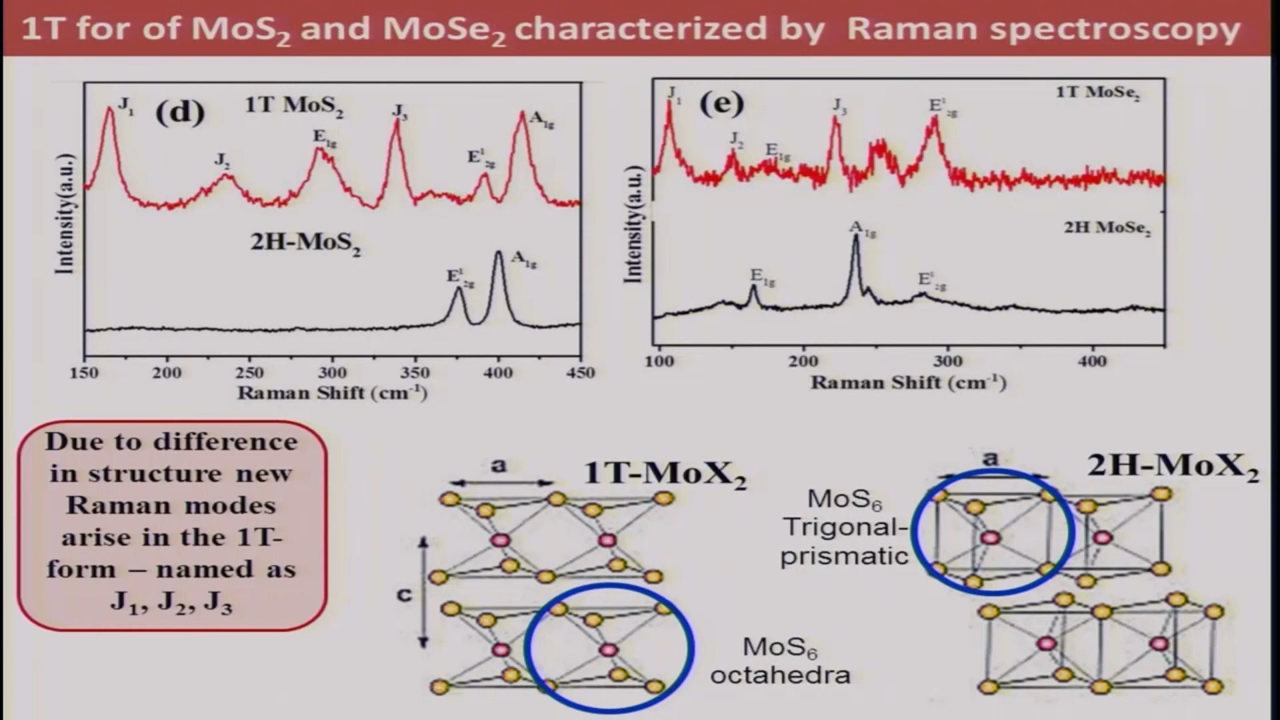 1T for of MoS₂ and MoSe₂ characterized by Raman spectroscopy
(d)
1T MoS₂
J₁
J₂
E₁g
J₃
E¹₂g
A₁g
2H-MoS₂
E¹₂g
A₁g
Intensity(a.u.)
150 200 250 300 350 400 450
Raman Shift (cm⁻¹)
(e)
1T MoSe₂
J₁
J₂
E₁g
J₃
E¹₂g
2H MoSe₂
E₁g
A₁g
E¹₂g
Intensity(a.u.)
100 200 300 400
Raman Shift (cm⁻¹)
Due to difference
in structure new
Raman modes
arise in the 1T-
form – named as
J₁, J₂, J₃
a
1T-MoX₂
c
MoS₆
octahedra
a
2H-MoX₂
MoS₆
Trigonal-
prismatic